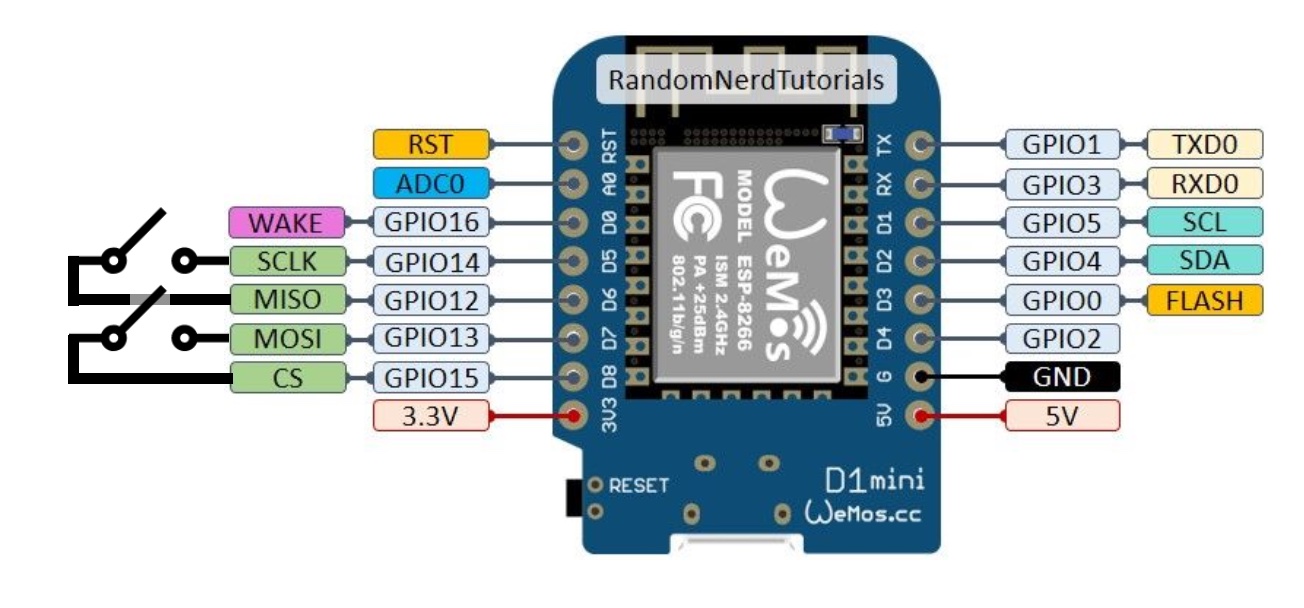 RandomNerdTutorials
RST RST TX GPIO1 TXD0
ADC0 A0 RX GPIO3 RXD0
WAKE GPIO16 D0 D1 GPIO5 SCL
SCLK GPIO14 D5 D2 GPIO4 SDA
MISO GPIO12 D6 D3 GPIO0 FLASH
MOSI GPIO13 D7 D4 GPIO2
CS GPIO15 D8 G GND
3.3V 3V3 5V 5V
WeMos
MODEL ESP-8266
FC
ISM 2.4GHz
PA +25dBm
802.11b/g/n
RESET
D1mini
WeMos.cc